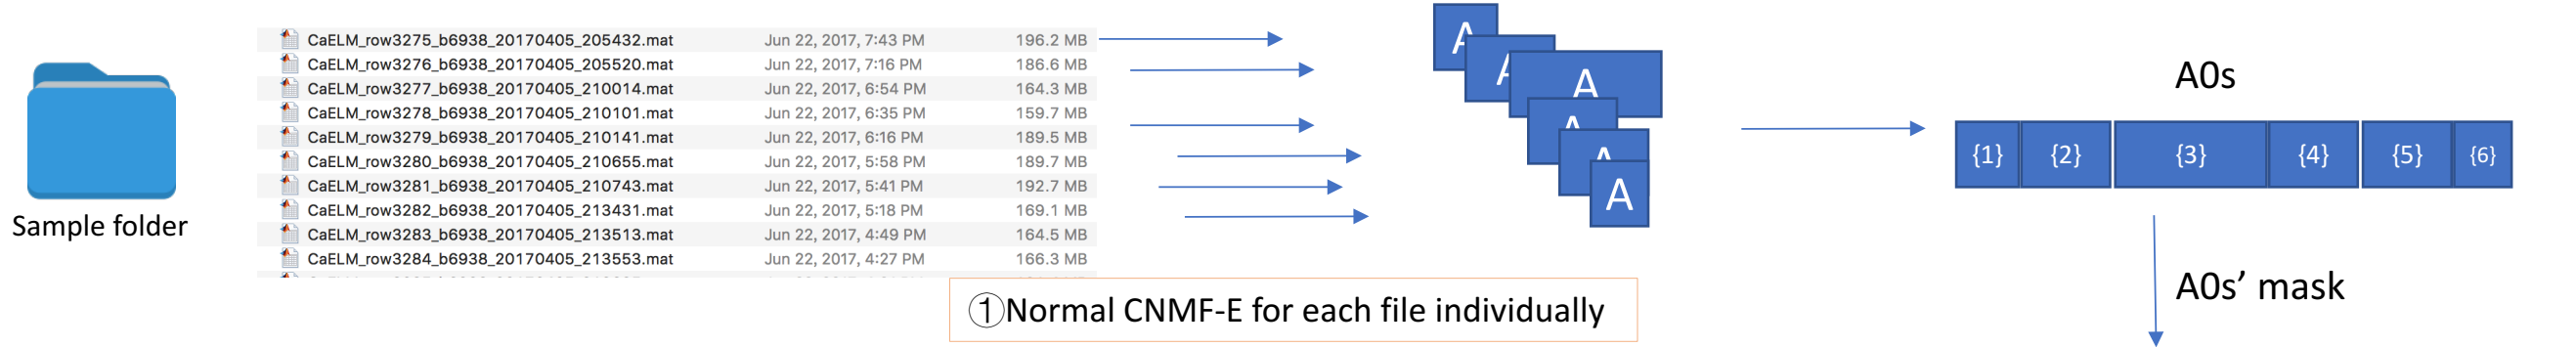 Sample folder
CaELM_row3275_b6938_20170405_205432.mat Jun 22, 2017, 7:43 PM 196.2 MB
CaELM_row3276_b6938_20170405_205520.mat Jun 22, 2017, 7:16 PM 186.6 MB
CaELM_row3277_b6938_20170405_210014.mat Jun 22, 2017, 6:54 PM 164.3 MB
CaELM_row3278_b6938_20170405_210101.mat Jun 22, 2017, 6:35 PM 159.7 MB
CaELM_row3279_b6938_20170405_210141.mat Jun 22, 2017, 6:16 PM 189.5 MB
CaELM_row3280_b6938_20170405_210655.mat Jun 22, 2017, 5:58 PM 189.7 MB
CaELM_row3281_b6938_20170405_210743.mat Jun 22, 2017, 5:41 PM 192.7 MB
CaELM_row3282_b6938_20170405_213431.mat Jun 22, 2017, 5:18 PM 169.1 MB
CaELM_row3283_b6938_20170405_213513.mat Jun 22, 2017, 4:49 PM 164.5 MB
CaELM_row3284_b6938_20170405_213553.mat Jun 22, 2017, 4:27 PM 166.3 MB
①Normal CNMF-E for each file individually
A
A
A
A
A
A
A0s
{1} {2} {3} {4} {5} {6}
A0s’ mask